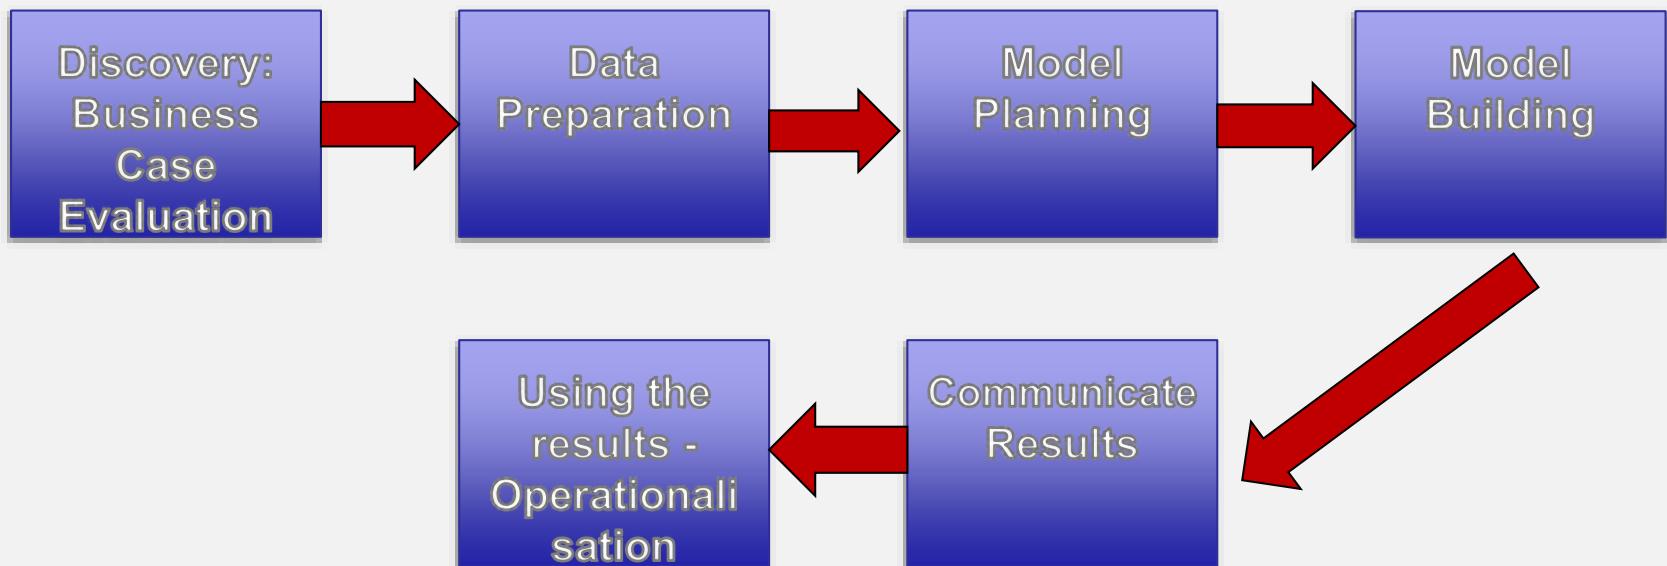 Discovery:
Business
Case
Evaluation
Data
Preparation
Model
Planning
Model
Building
Using the
results -
Operationali
sation
Communicate
Results